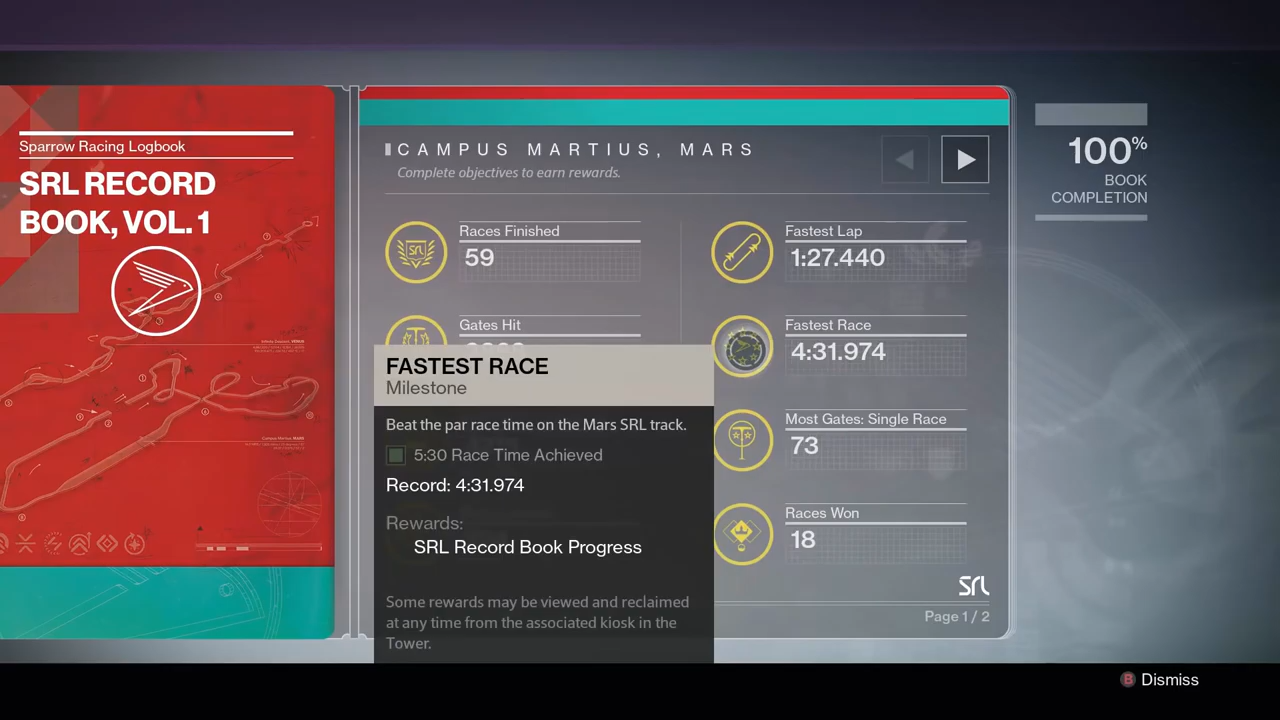 Sparrow Racing Logbook
SRL RECORD
BOOK, VOL. 1
CAMPUS MARTIUS, MARS
Complete objectives to earn rewards.
100%
BOOK
COMPLETION
Races Finished
59
Fastest Lap
1:27.440
Gates Hit
Fastest Race
4:31.974
FASTEST RACE
Milestone
Beat the par race time on the Mars SRL track.
5:30 Race Time Achieved
Record: 4:31.974
Rewards:
SRL Record Book Progress
Some rewards may be viewed and reclaimed
at any time from the associated kiosk in the
Tower.
Most Gates: Single Race
73
Races Won
18
SRL
Page 1 / 2
B Dismiss